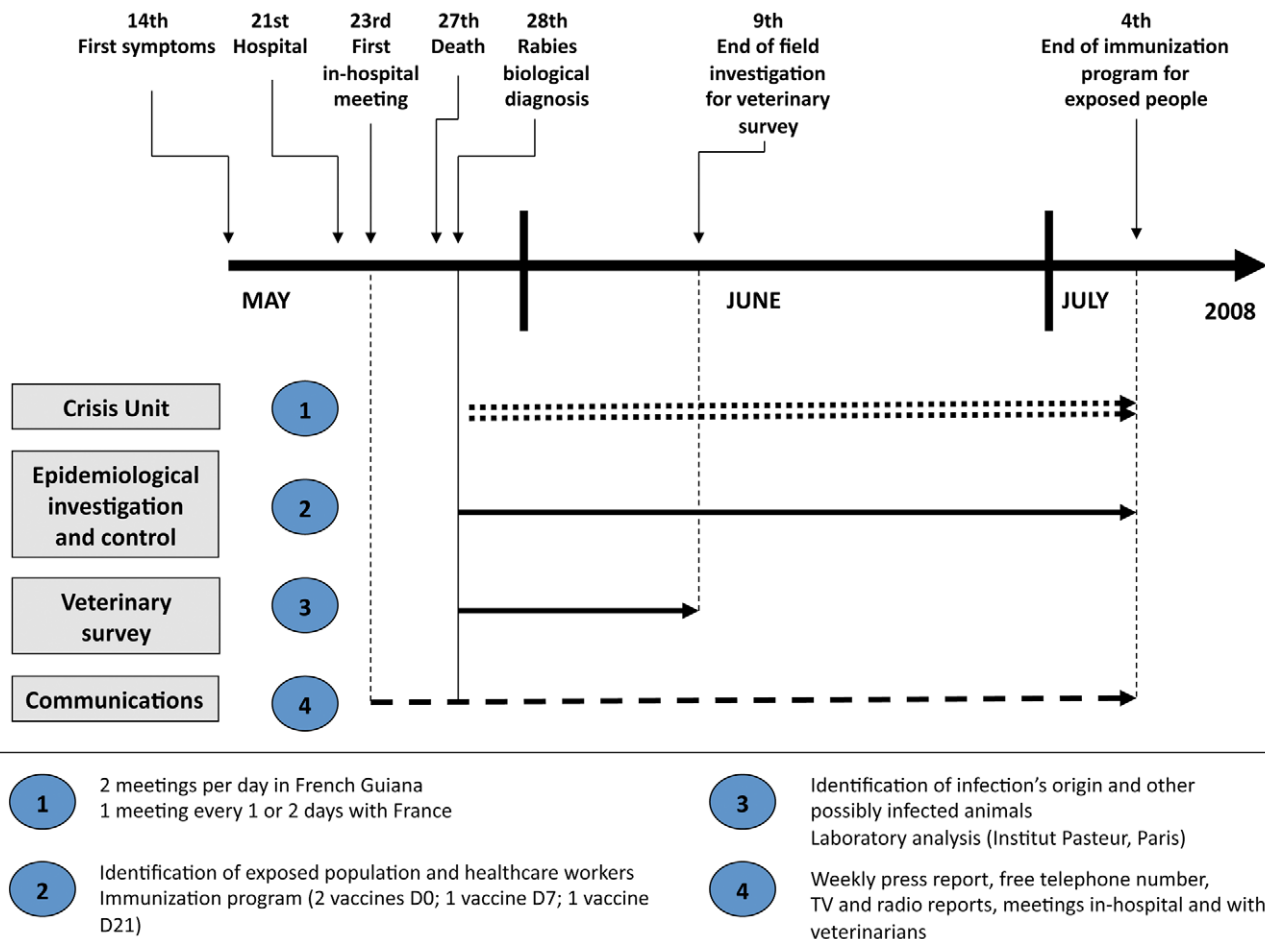 14th
First symptoms
21st
Hospital
23rd
First
in-hospital
meeting
27th
Death
28th
Rabies
biological
diagnosis
9th
End of field
investigation
for veterinary
survey
4th
End of immunization
program for
exposed people
MAY
JUNE
JULY
2008
Crisis Unit
1
Epidemiological
investigation
and control
2
Veterinary
survey
3
Communications
4
1
2 meetings per day in French Guiana
1 meeting every 1 or 2 days with France
2
Identification of exposed population and healthcare workers
Immunization program (2 vaccines D0; 1 vaccine D7; 1 vaccine
D21)
3
Identification of infection's origin and other
possibly infected animals
Laboratory analysis (Institut Pasteur, Paris)
4
Weekly press report, free telephone number,
TV and radio reports, meetings in-hospital and with
veterinarians